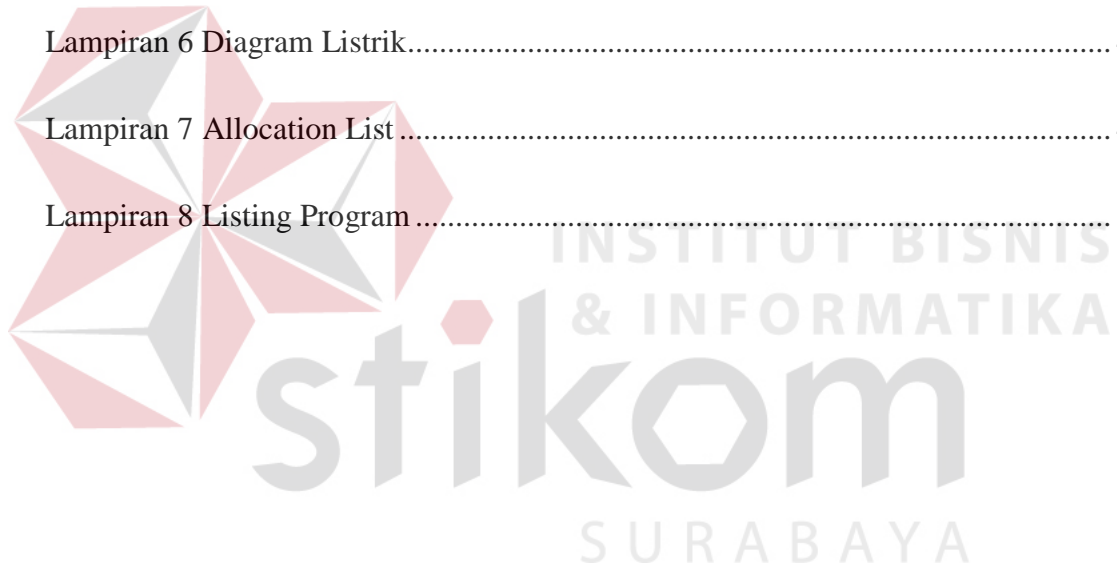 Lampiran 6 Diagram Listrik........................................................................................
Lampiran 7 Allocation List.........................................................................................
Lampiran 8 Listing Program.......................................................................................
INSTITUT BISNIS
& INFORMATIKA
stikom
SURABAYA